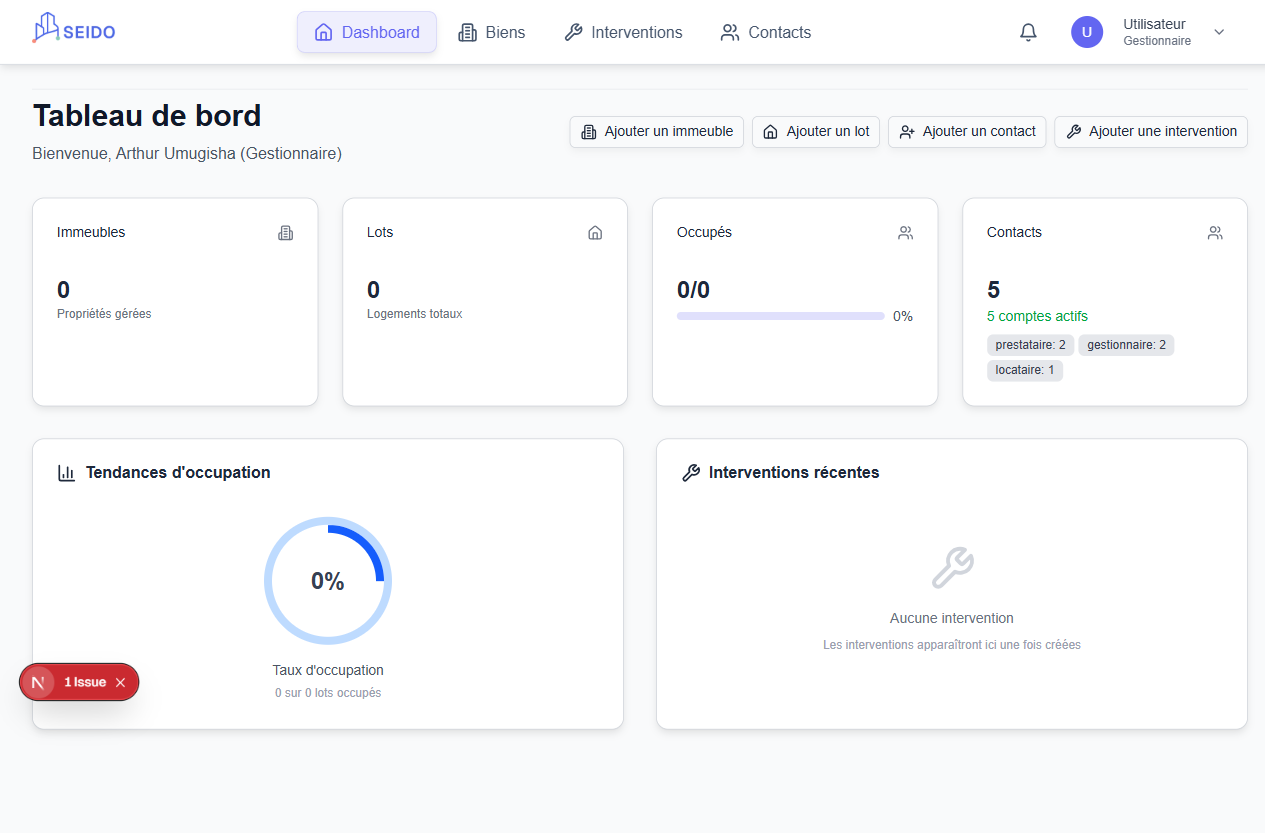 SEIDO
Dashboard
Biens
Interventions
Contacts
U
Utilisateur
Gestionnaire
Tableau de bord
Bienvenue, Arthur Umugisha (Gestionnaire)
Ajouter un immeuble
Ajouter un lot
Ajouter un contact
Ajouter une intervention
Immeubles
0
Propriétés gérées
Lots
0
Logements totaux
Occupés
0/0
0%
Contacts
5
5 comptes actifs
prestataire: 2
gestionnaire: 2
locataire: 1
Tendances d'occupation
0%
Taux d'occupation
0 sur 0 lots occupés
Interventions récentes
Aucune intervention
Les interventions apparaîtront ici une fois créées
N
1 Issue